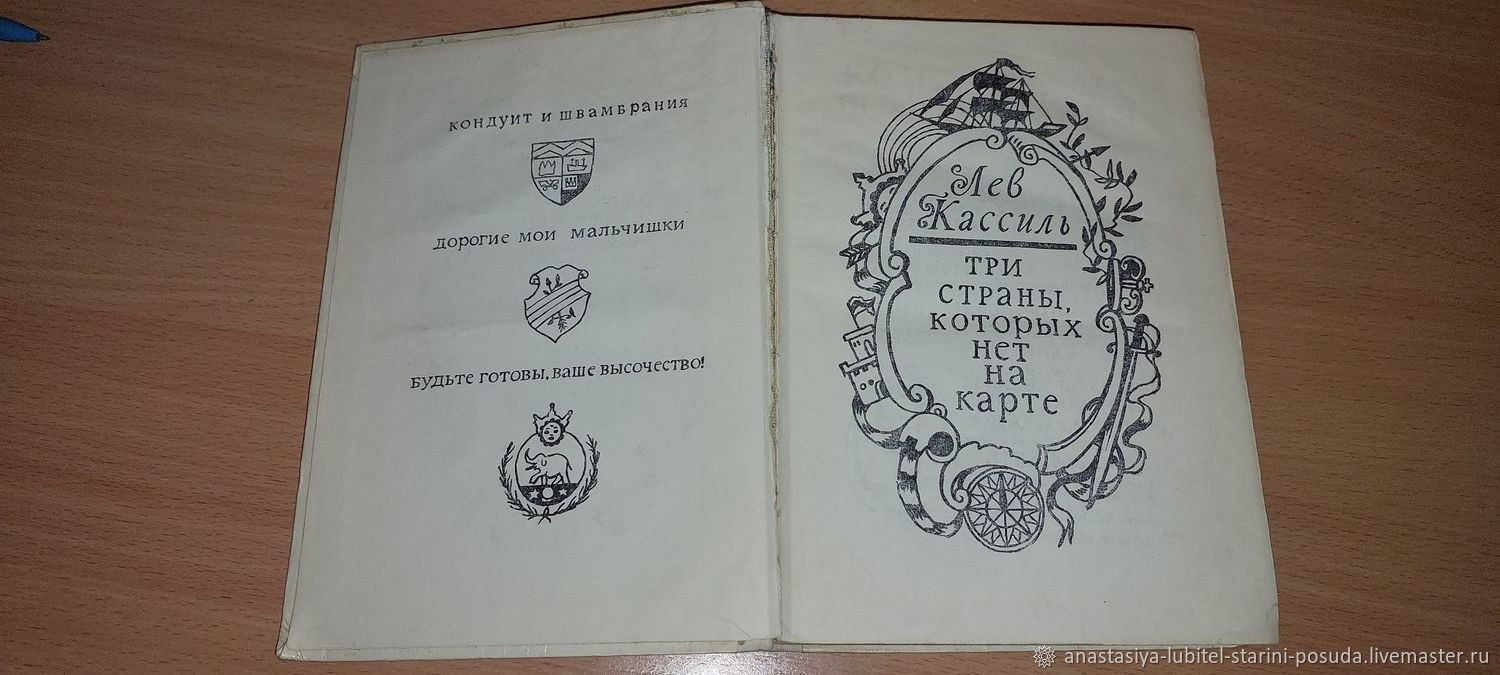 кондуит и швамбрания
дорогие мои мальчишки
будьте готовы, ваше высочество!
Лев
Кассиль
три
страны,
которых
нет
на
карте
anastasiya-lubitel-starini-posuda.livemaster.ru